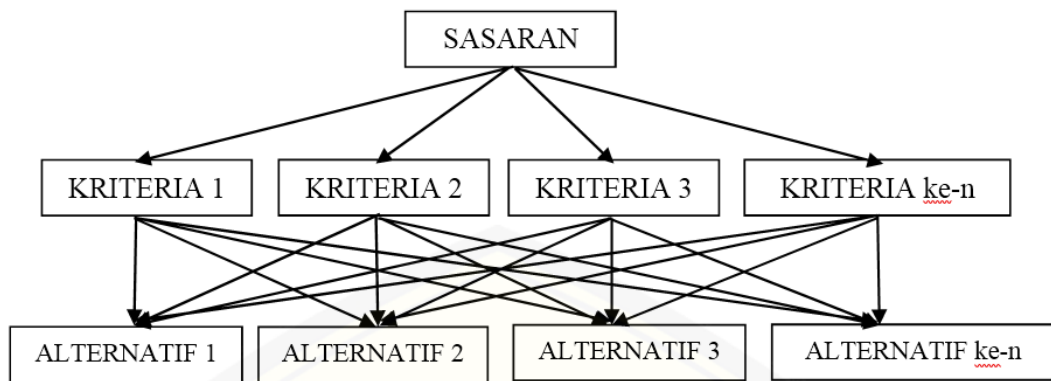 SASARAN
KRITERIA 1 KRITERIA 2 KRITERIA 3 KRITERIA ke-n
ALTERNATIF 1 ALTERNATIF 2 ALTERNATIF 3 ALTERNATIF ke-n